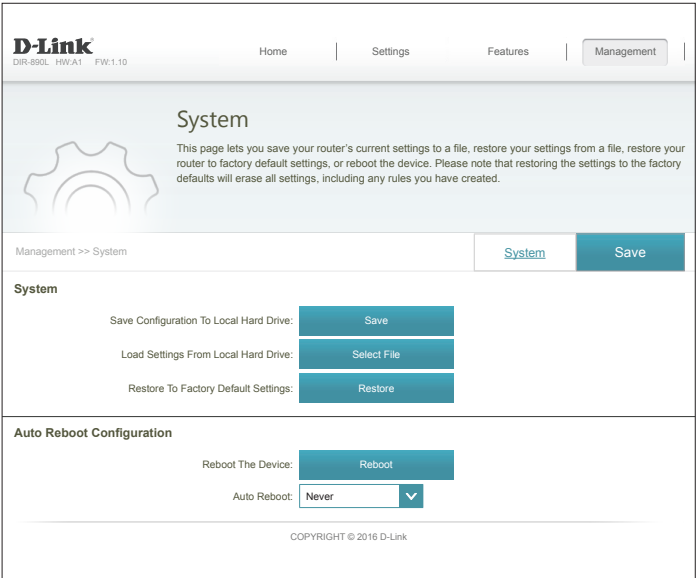 D-Link®
DIR-890L HW:A1 FW:1.10
Home
Settings
Features
Management
System
This page lets you save your router's current settings to a file, restore your settings from a file, restore your
router to factory default settings, or reboot the device. Please note that restoring the settings to the factory
defaults will erase all settings, including any rules you have created.
Management >> System
System
Save
System
Save Configuration To Local Hard Drive:
Save
Load Settings From Local Hard Drive:
Select File
Restore To Factory Default Settings:
Restore
Auto Reboot Configuration
Reboot The Device:
Reboot
Auto Reboot:
Never
COPYRIGHT © 2016 D-Link